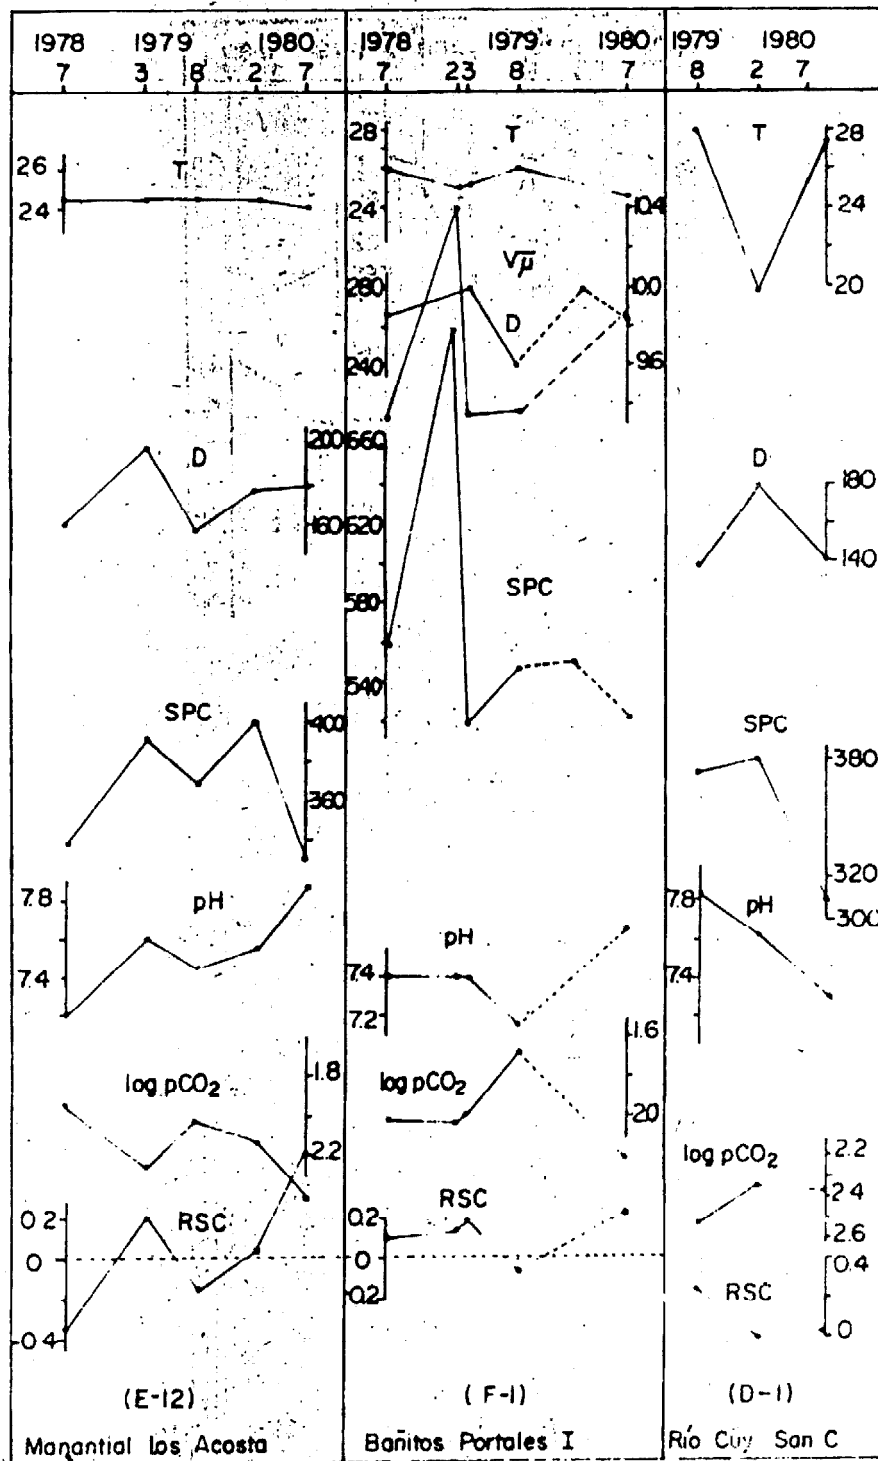 1978 1979 1980 1978 1979 1980 1979 1980
7 3 8 2 7 7 2 3 8 7 8 2 7
28 T T 28
26 T
24 24 24
10.4
20
√μ
280 100
D
240 96
200 660
D D 180
160 620 140
580 SPC
540
SPC 400 SPC
380
360
320
7.8 pH 7.8 pH 300
pH
7.4 7.4 7.4
7.2
1.6
1.8
log pCO₂ log pCO₂ 2.0
2.2 log pCO₂ 2.2
2.4
0.2 RSC 0.2 RSC 2.6
0 0 0.4
0.2 RSC
-0.4 0
(E-12) (F-1) (D-1)
Manantial Los Acosta Bañitos Portales I Río Cuy San C